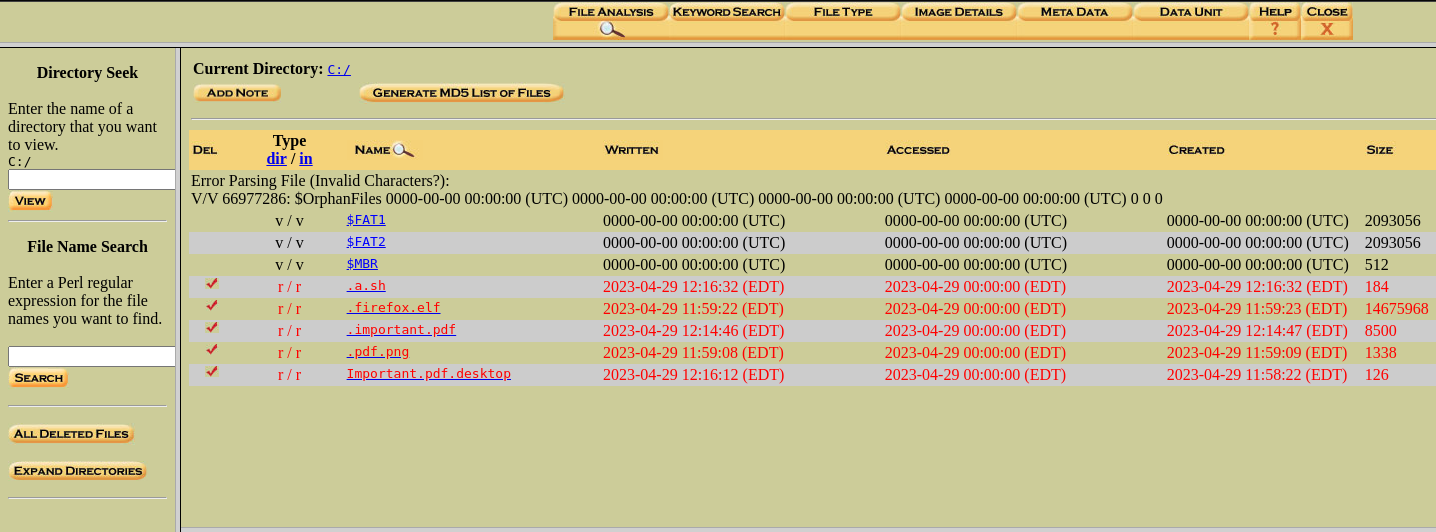 FILE ANALYSIS KEYWORD SEARCH FILE TYPE IMAGE DETAILS META DATA DATA UNIT HELP CLOSE
? X
Directory Seek
Enter the name of a
directory that you want
to view.
C:/
VIEW
File Name Search
Enter a Perl regular
expression for the file
names you want to find.
SEARCH
ALL DELETED FILES
EXPAND DIRECTORIES
Current Directory: C:/
ADD NOTE GENERATE MD5 LIST OF FILES
DEL Type dir / in NAME WRITTEN ACCESSED CREATED SIZE
Error Parsing File (Invalid Characters?):
V/V 66977286: $OrphanFiles 0000-00-00 00:00:00 (UTC) 0000-00-00 00:00:00 (UTC) 0000-00-00 00:00:00 (UTC) 0000-00-00 00:00:00 (UTC) 0 0 0
v / v $FAT1 0000-00-00 00:00:00 (UTC) 0000-00-00 00:00:00 (UTC) 0000-00-00 00:00:00 (UTC) 2093056
v / v $FAT2 0000-00-00 00:00:00 (UTC) 0000-00-00 00:00:00 (UTC) 0000-00-00 00:00:00 (UTC) 2093056
v / v $MBR 0000-00-00 00:00:00 (UTC) 0000-00-00 00:00:00 (UTC) 0000-00-00 00:00:00 (UTC) 512
r / r .a.sh 2023-04-29 12:16:32 (EDT) 2023-04-29 00:00:00 (EDT) 2023-04-29 12:16:32 (EDT) 184
r / r .firefox.elf 2023-04-29 11:59:22 (EDT) 2023-04-29 00:00:00 (EDT) 2023-04-29 11:59:23 (EDT) 14675968
r / r .important.pdf 2023-04-29 12:14:46 (EDT) 2023-04-29 00:00:00 (EDT) 2023-04-29 12:14:47 (EDT) 8500
r / r .pdf.png 2023-04-29 11:59:08 (EDT) 2023-04-29 00:00:00 (EDT) 2023-04-29 11:59:09 (EDT) 1338
r / r Important.pdf.desktop 2023-04-29 12:16:12 (EDT) 2023-04-29 00:00:00 (EDT) 2023-04-29 11:58:22 (EDT) 126